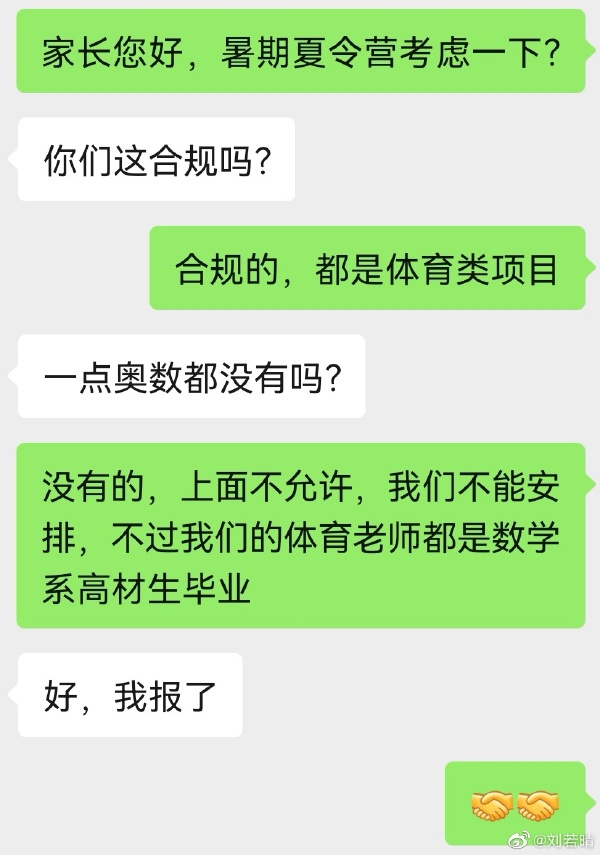 家长您好，暑期夏令营考虑一下？
你们这合规吗？
合规的，都是体育类项目
一点奥数都没有吗？
没有的，上面不允许，我们不能安
排，不过我们的体育老师都是数学
系高材生毕业
好，我报了
🤝🤝
@刘若晴